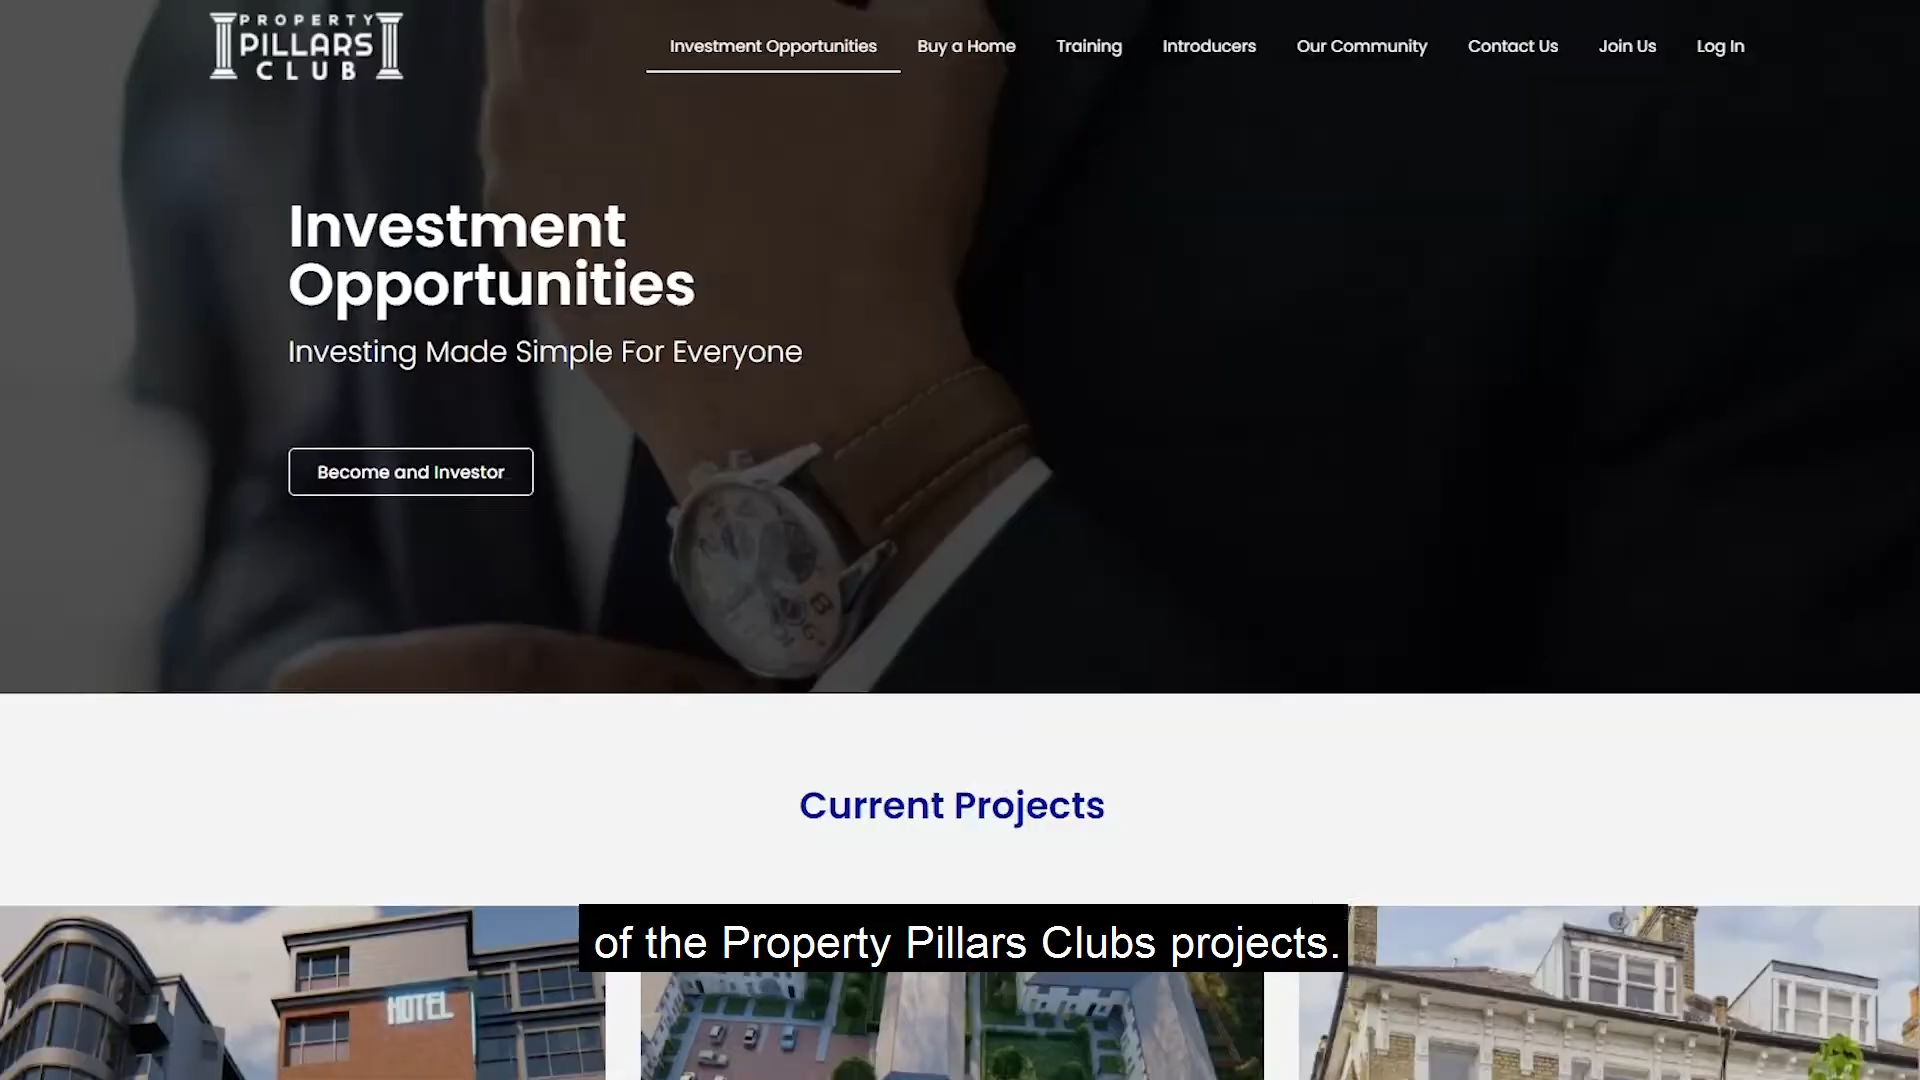 PROPERTY
PILLARS
CLUB
Investment Opportunities
Buy a Home
Training
Introducers
Our Community
Contact Us
Join Us
Log In
Investment
Opportunities
Investing Made Simple For Everyone
Become and Investor
Current Projects
HOTEL
of the Property Pillars Clubs projects.